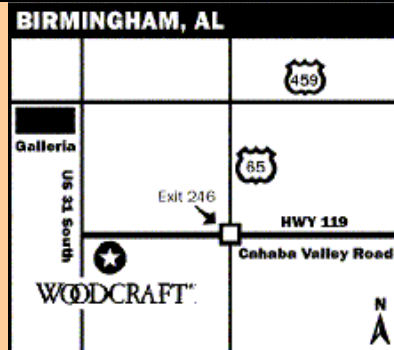 BIRMINGHAM, AL
459
Galleria
65
US 31 South
Exit 246
HWY 119
Cahaba Valley Road
WOODCRAFT
N